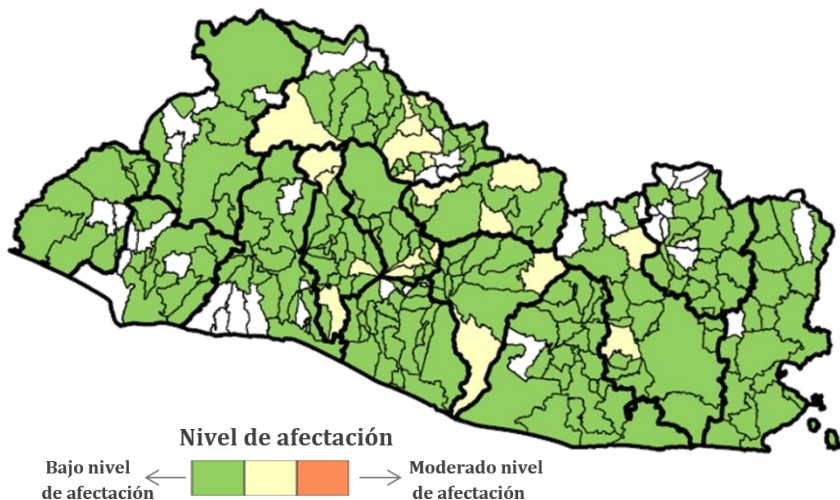 Nivel de afectación
Bajo nivel
de afectación
Moderado nivel
de afectación